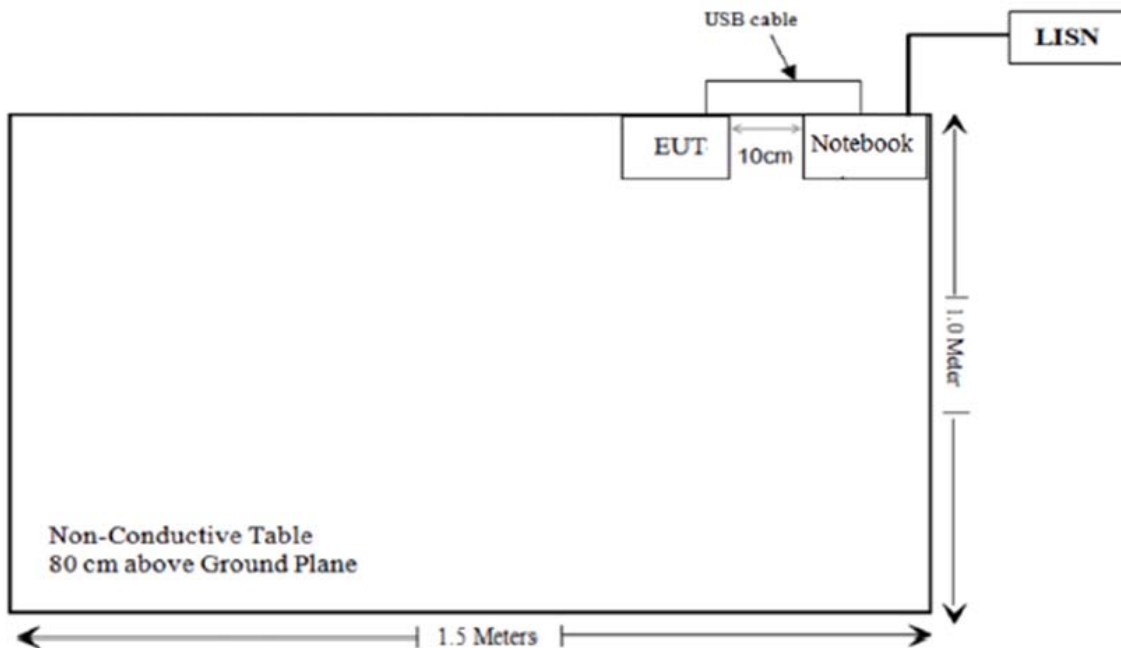 USB cable
LISN
EUT
10cm
Notebook
1.0 Meter
Non-Conductive Table
80 cm above Ground Plane
1.5 Meters